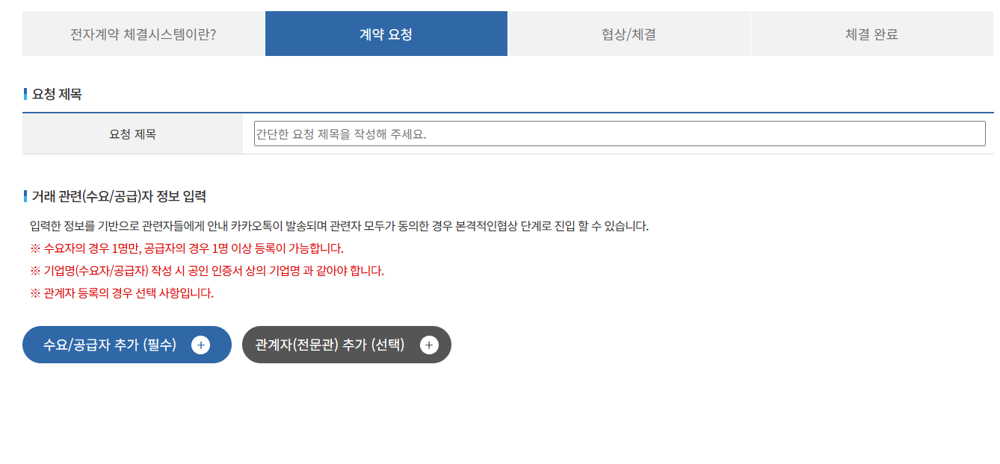 전자계약 체결시스템이란?
계약 요청
협상/체결
체결 완료
요청 제목
요청 제목
간단한 요청 제목을 작성해 주세요.
거래 관련(수요/공급)자 정보 입력
입력한 정보를 기반으로 관련자들에게 안내 카카오톡이 발송되며 관련자 모두가 동의한 경우 본격적인협상 단계로 진입 할 수 있습니다.
※ 수요자의 경우 1명만, 공급자의 경우 1명 이상 등록이 가능합니다.
※ 기업명(수요자/공급자) 작성 시 공인 인증서 상의 기업명 과 같아야 합니다.
※ 관계자 등록의 경우 선택 사항입니다.
수요/공급자 추가 (필수) +
관계자(전문관) 추가 (선택) +